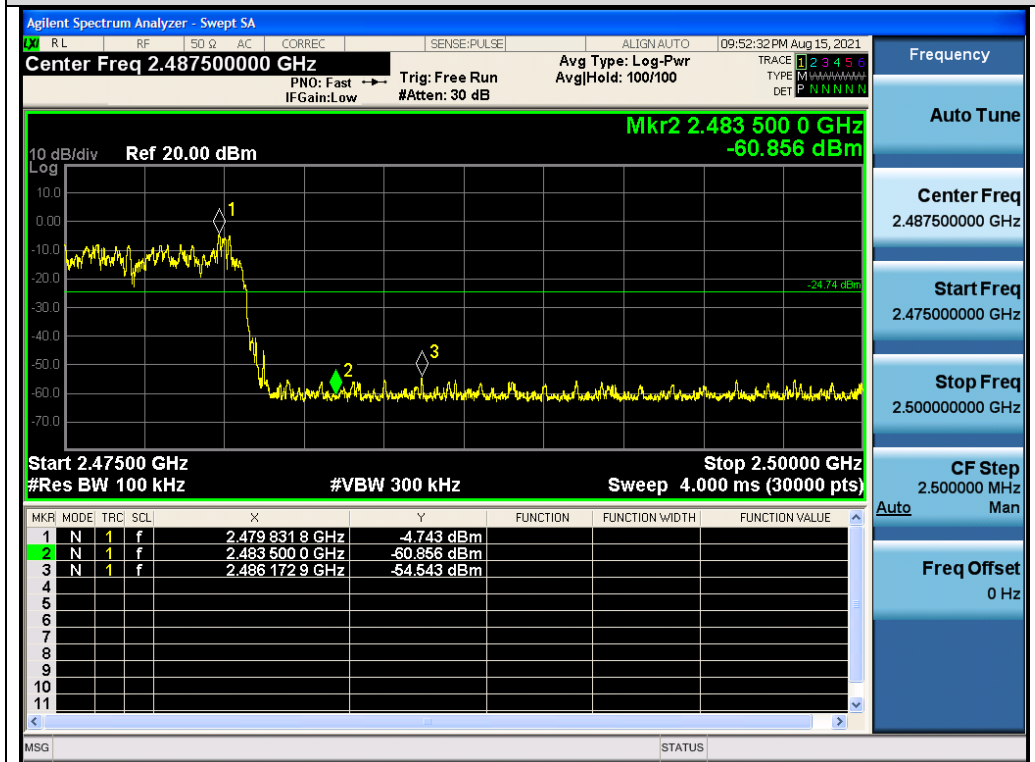 Agilent Spectrum Analyzer - Swept SA
LXI RL RF 50 Ω AC CORREC SENSE:PULSE ALIGN AUTO 09:52:32 PM Aug 15, 2021
Center Freq 2.487500000 GHz
PNO: Fast
IFGain:Low
Trig: Free Run
#Atten: 30 dB
Avg Type: Log-Pwr
Avg|Hold: 100/100
TRACE 1 2 3 4 5 6
TYPE M W W W W W
DET P N N N N N
Mkr2 2.483 500 0 GHz
-60.856 dBm
10 dB/div Ref 20.00 dBm
Log
10.0
0.00
-10.0
-20.0
-30.0
-40.0
-50.0
-60.0
-70.0
1
2
3
-24.74 dBm
Start 2.47500 GHz Stop 2.50000 GHz
#Res BW 100 kHz #VBW 300 kHz Sweep 4.000 ms (30000 pts)
MKR MODE TRC SCL X Y FUNCTION FUNCTION WIDTH FUNCTION VALUE
1 N 1 f 2.479 831 8 GHz -4.743 dBm
2 N 1 f 2.483 500 0 GHz -60.856 dBm
3 N 1 f 2.486 172 9 GHz -54.543 dBm
4
5
6
7
8
9
10
11
MSG STATUS
Frequency
Auto Tune
Center Freq
2.487500000 GHz
Start Freq
2.475000000 GHz
Stop Freq
2.500000000 GHz
CF Step
2.500000 MHz
Auto Man
Freq Offset
0 Hz